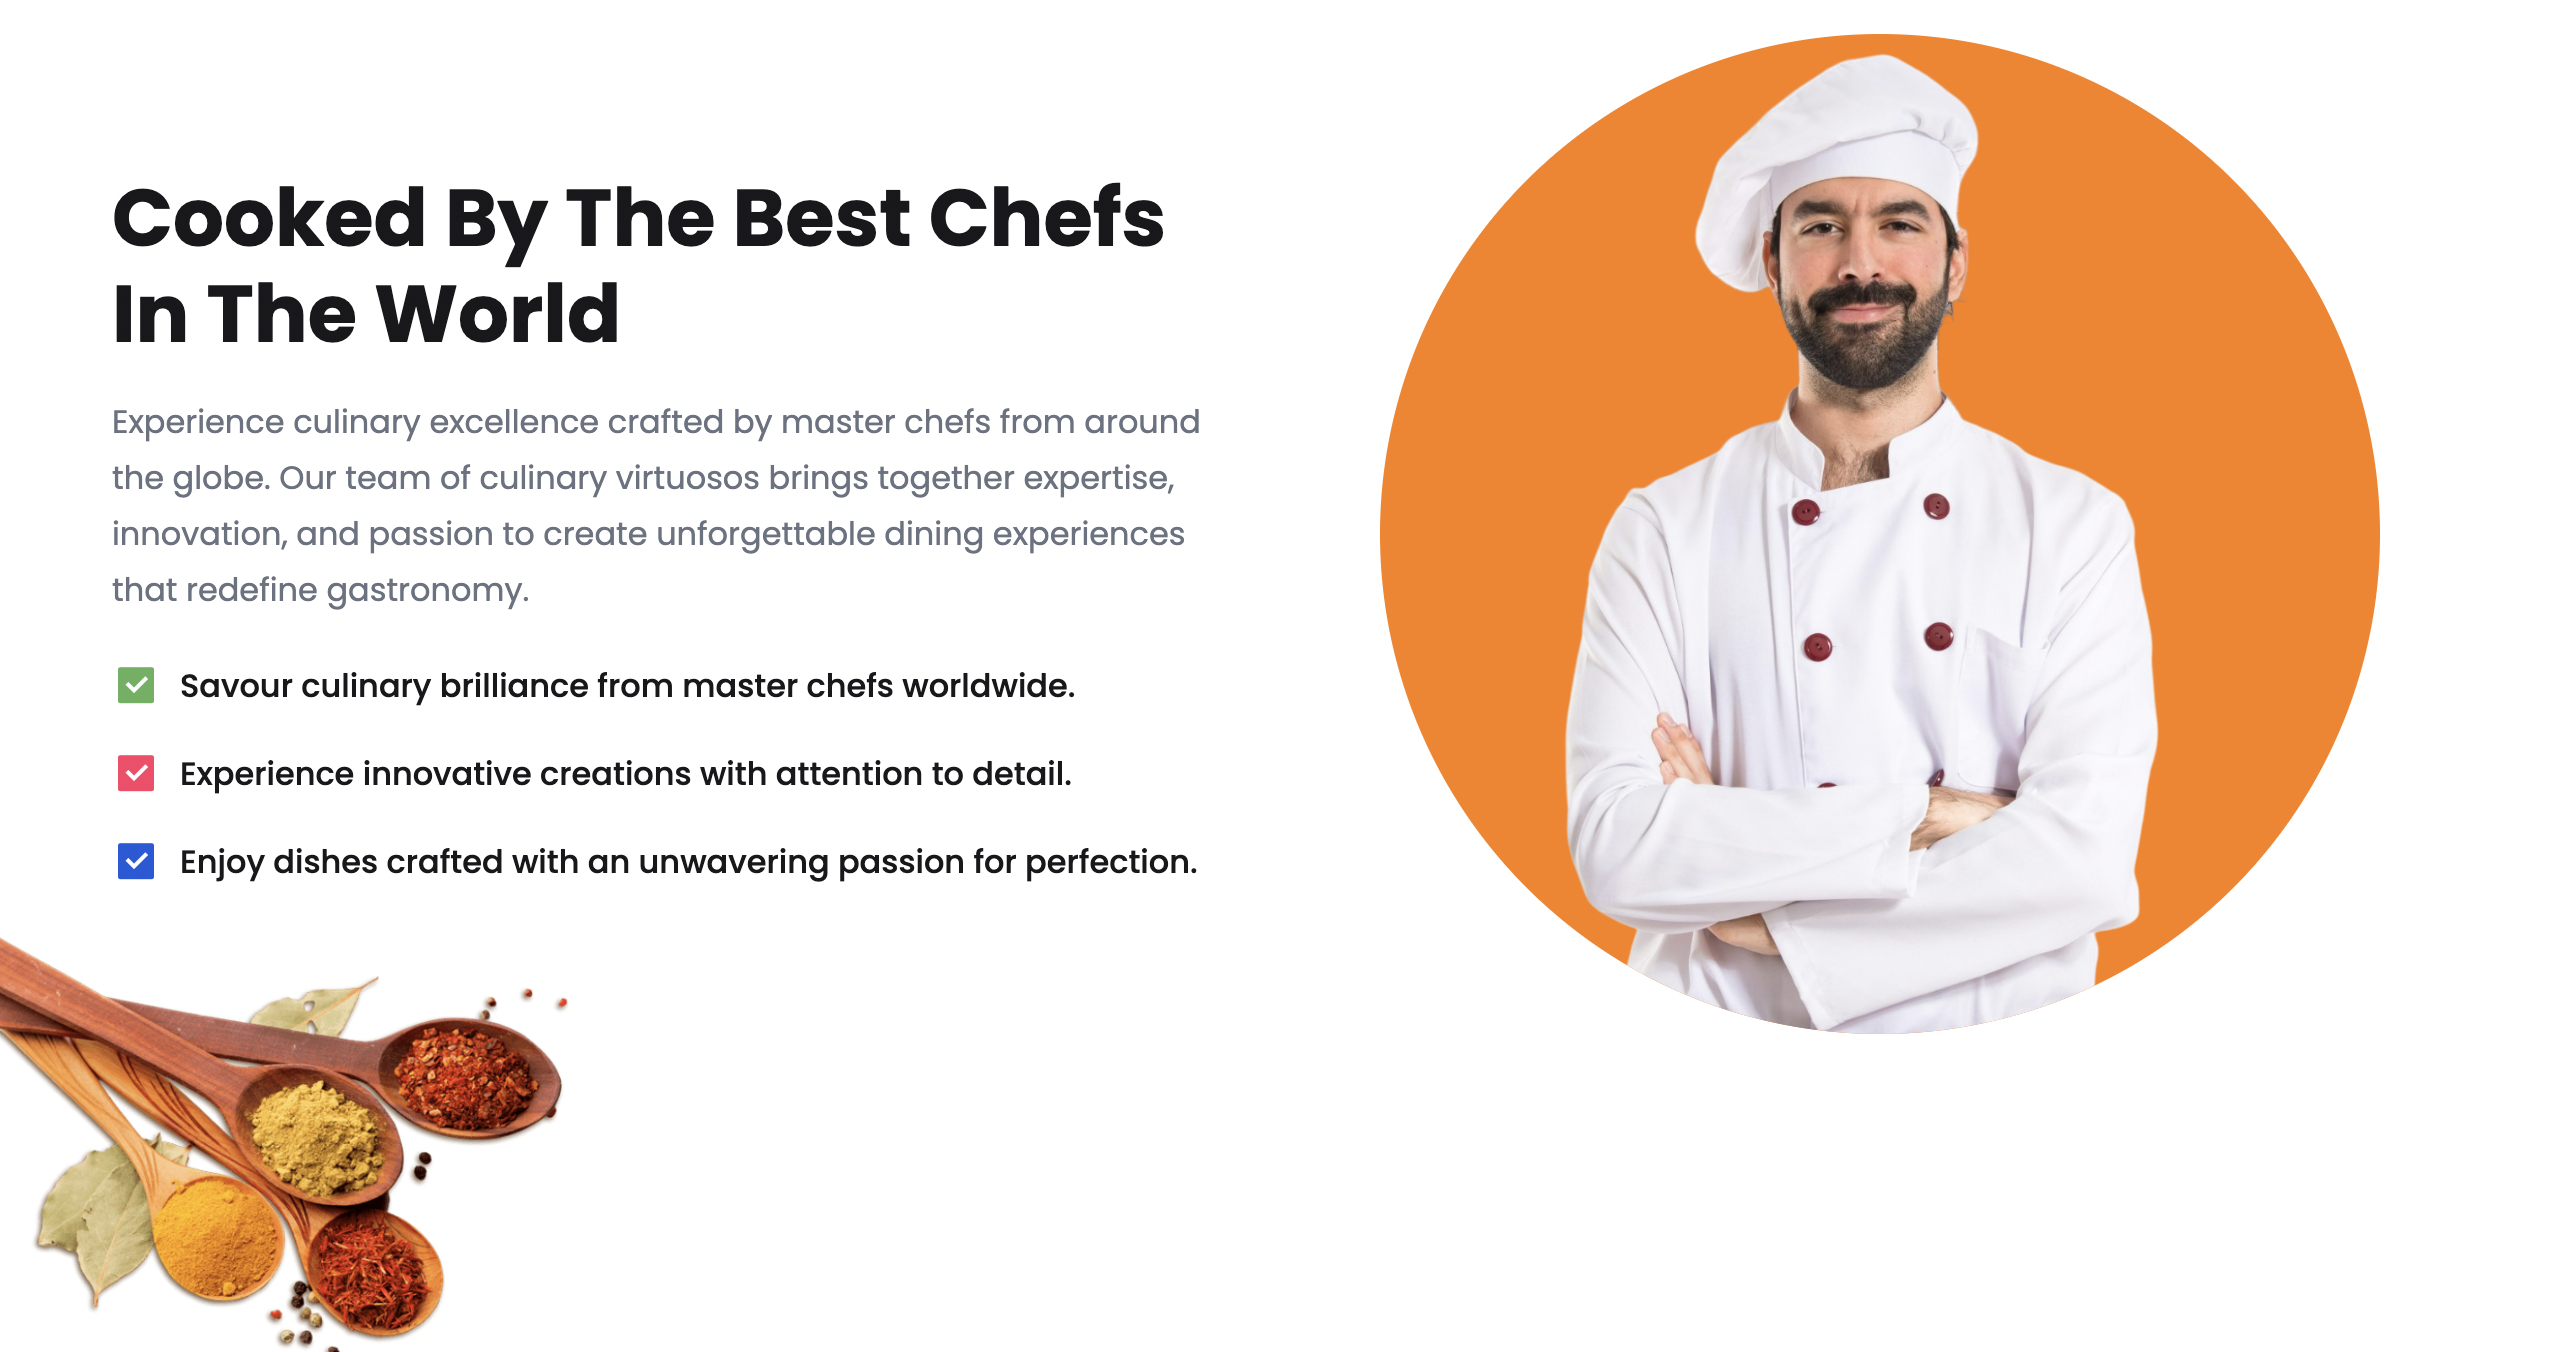 Cooked By The Best Chefs
In The World
Experience culinary excellence crafted by master chefs from around
the globe. Our team of culinary virtuosos brings together expertise,
innovation, and passion to create unforgettable dining experiences
that redefine gastronomy.
Savour culinary brilliance from master chefs worldwide.
Experience innovative creations with attention to detail.
Enjoy dishes crafted with an unwavering passion for perfection.